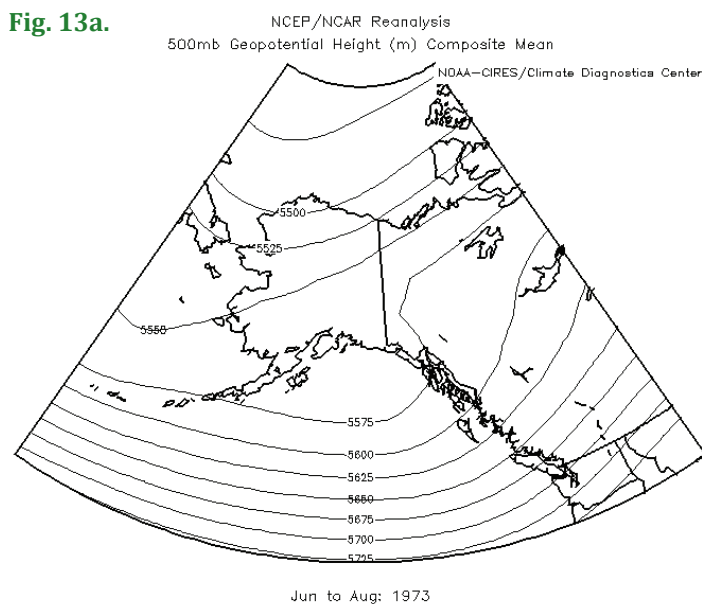 Fig. 13a.
NCEP/NCAR Reanalysis
500mb Geopotential Height (m) Composite Mean
NOAA-CIRES/Climate Diagnostics Center
5500
5525
5550
5575
5600
5625
5650
5675
5700
5725
Jun to Aug: 1973